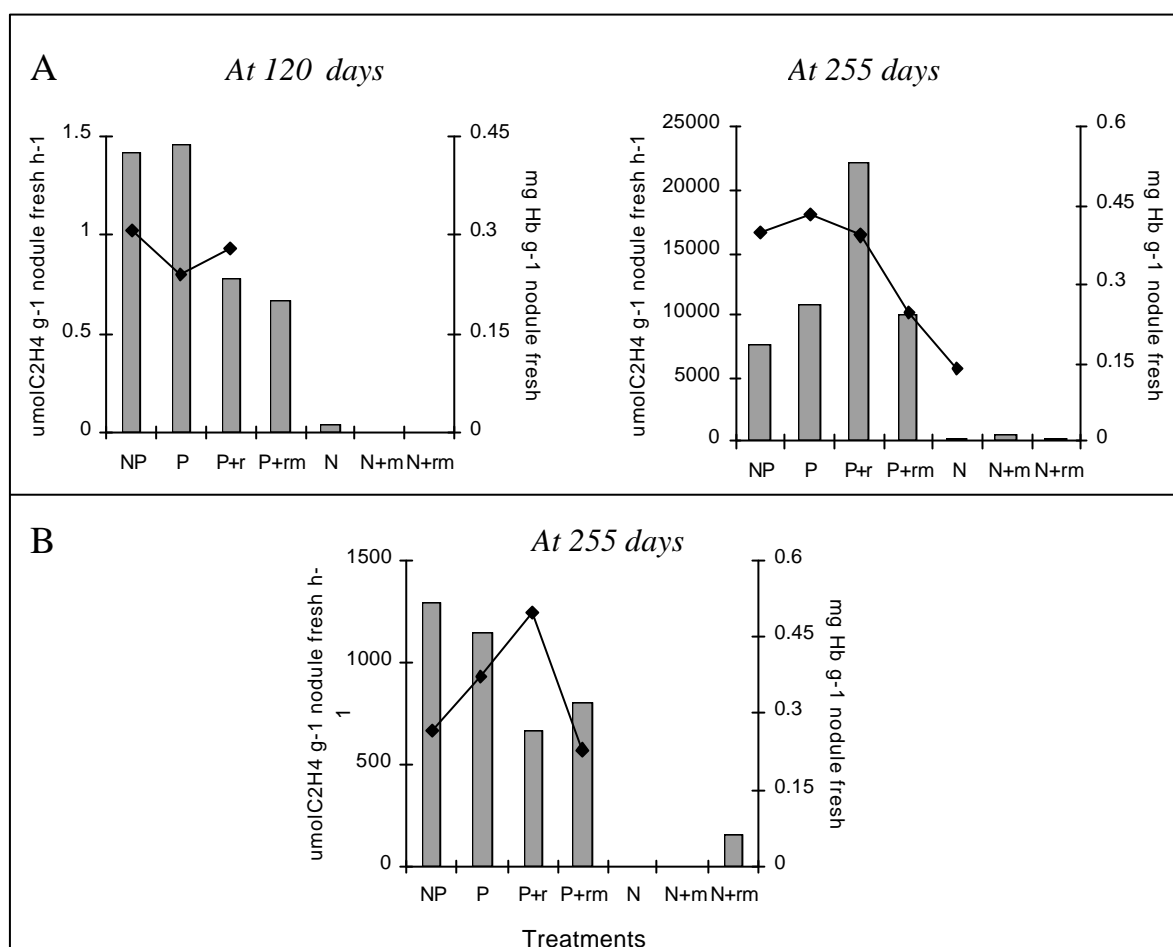 A
At 120 days
At 255 days
umolC2H4 g-1 nodule fresh h-1
1.5
1
0.5
0
0.45
0.3
0.15
0
mg Hb g-1 nodule fresh
NP P P+r P+rm N N+m N+rm
umolC2H4 g-1 nodule fresh h-1
25000
20000
15000
10000
5000
0
0.6
0.45
0.3
0.15
0
mg Hb g-1 nodule fresh
NP P P+r P+rm N N+m N+rm
B
At 255 days
umolC2H4 g-1 nodule fresh h-
1
1500
1000
500
0
0.6
0.45
0.3
0.15
0
mg Hb g-1 nodule fresh
NP P P+r P+rm N N+m N+rm
Treatments